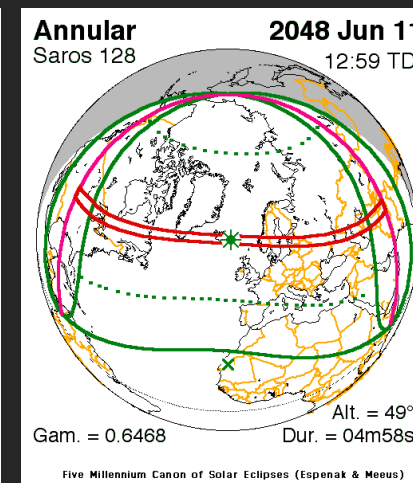 Annular 2048 Jun 11
Saros 128 12:59 TD
Alt. = 49°
Gam. = 0.6468 Dur. = 04m58s
Five Millennium Canon of Solar Eclipses (Espenak & Meeus)